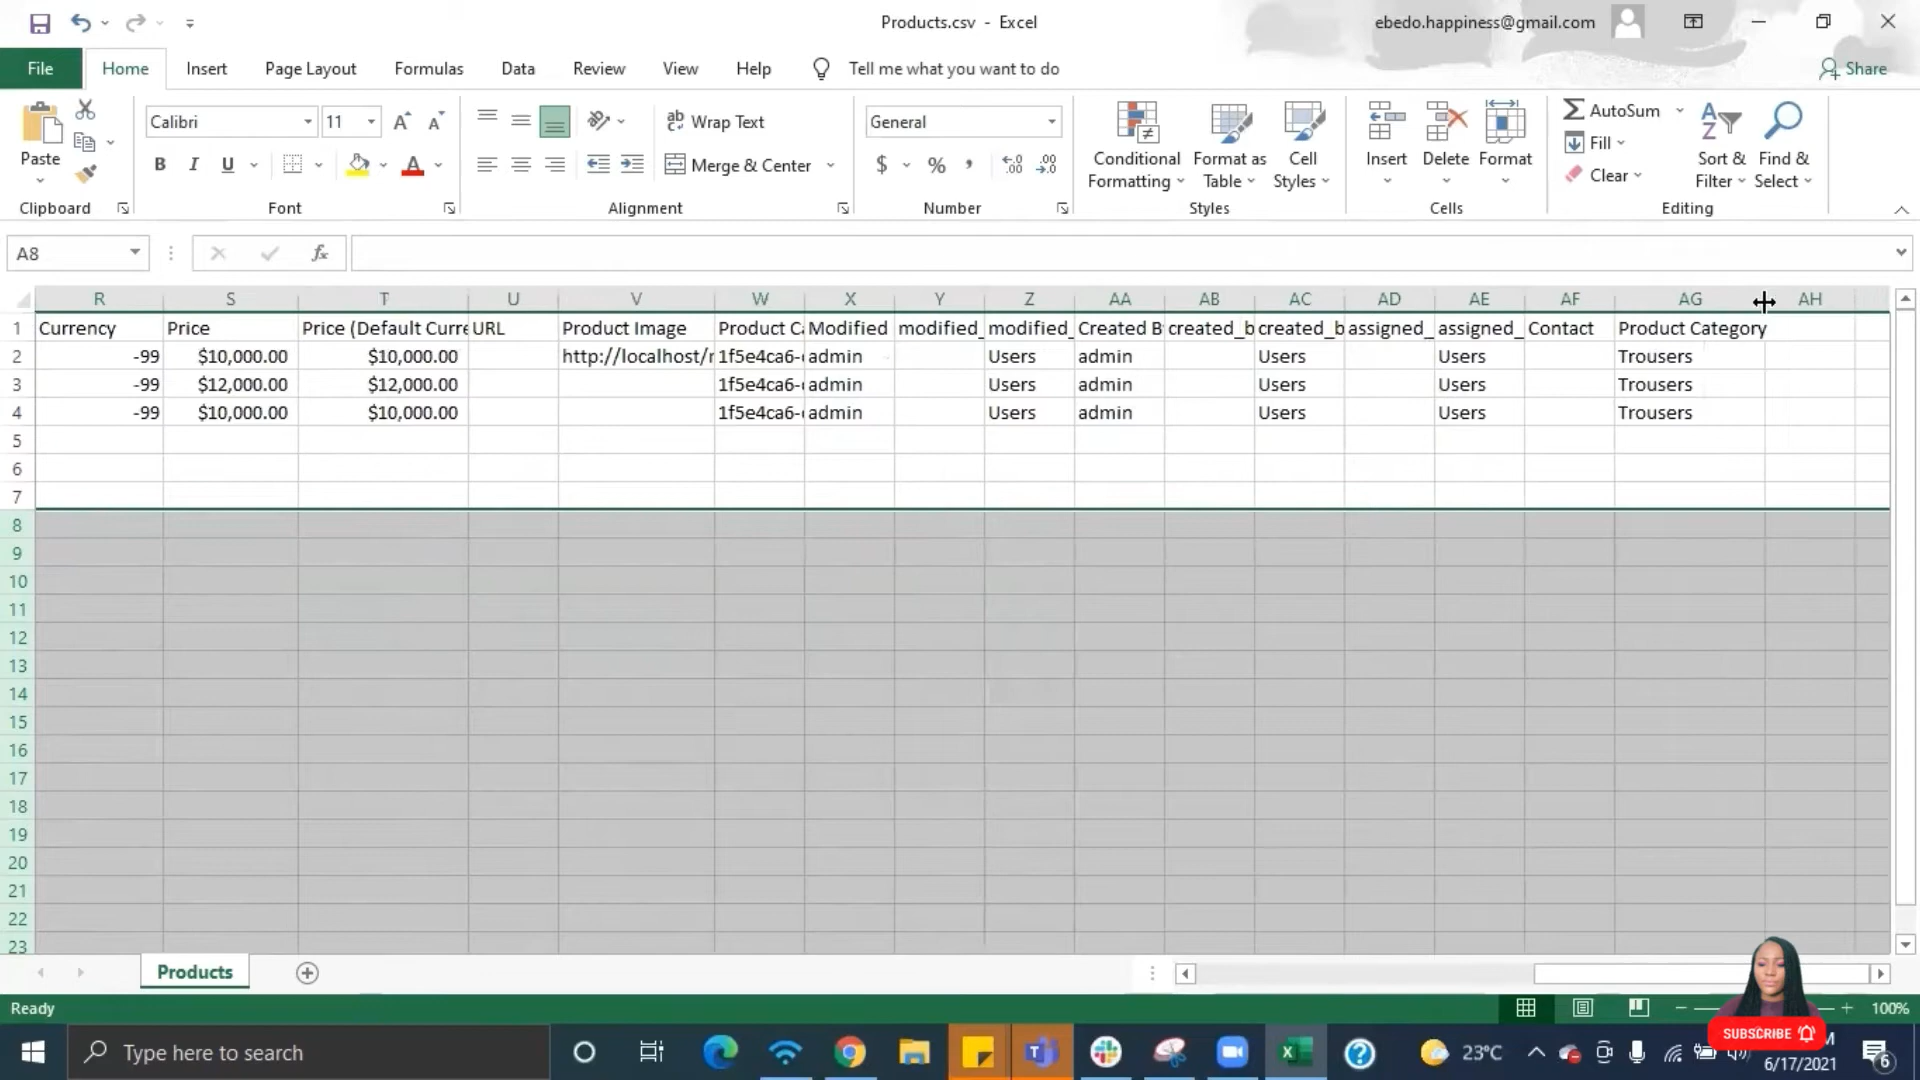 Products.csv - Excel
ebedo.happiness@gmail.com
File Home Insert Page Layout Formulas Data Review View Help Tell me what you want to do Share
Paste
Clipboard
Calibri 11
B I U A
Font
Wrap Text
Merge & Center
Alignment
General
$ % ,
Number
Conditional Formatting
Format as Table
Cell Styles
Styles
Insert Delete Format
Cells
AutoSum
Fill
Clear
Sort & Filter
Find & Select
Editing
A8 fx
R S T U V W X Y Z AA AB AC AD AE AF AG AH
1 Currency Price Price (Default Curre URL Product Image Product Ca Modified modified_ modified_ Created B created_b created_b assigned_ assigned_ Contact Product Category
2 -99 $10,000.00 $10,000.00 http://localhost/r 1f5e4ca6- admin Users admin Users Users Trousers
3 -99 $12,000.00 $12,000.00 1f5e4ca6- admin Users admin Users Users Trousers
4 -99 $10,000.00 $10,000.00 1f5e4ca6- admin Users admin Users Users Trousers
5
6
7
8
9
10
11
12
13
14
15
16
17
18
19
20
21
22
23
Products
Ready
100%
SUBSCRIBE
Type here to search
23°C
6/17/2021
6